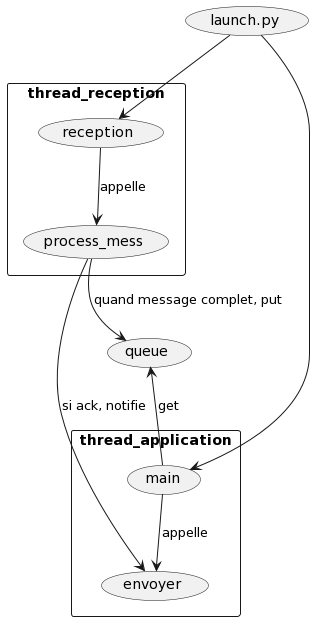 launch.py
thread_reception
reception
appelle
process_mess
quand message complet, put
queue
si ack, notifie
get
thread_application
main
appelle
envoyer